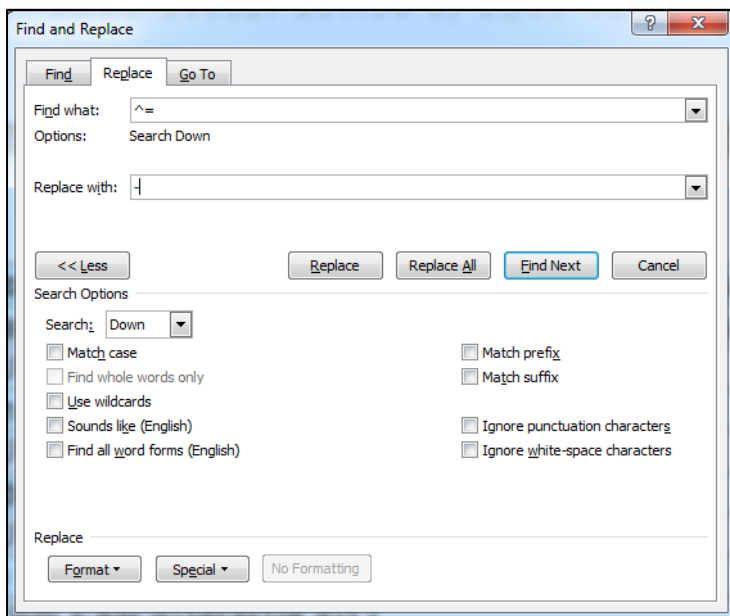 Find and Replace
Find Replace Go To
Find what: ^=
Options: Search Down
Replace with: -
<< Less Replace Replace All Find Next Cancel
Search Options
Search: Down
Match case Match prefix
Find whole words only Match suffix
Use wildcards
Sounds like (English) Ignore punctuation characters
Find all word forms (English) Ignore white-space characters
Replace
Format Special No Formatting